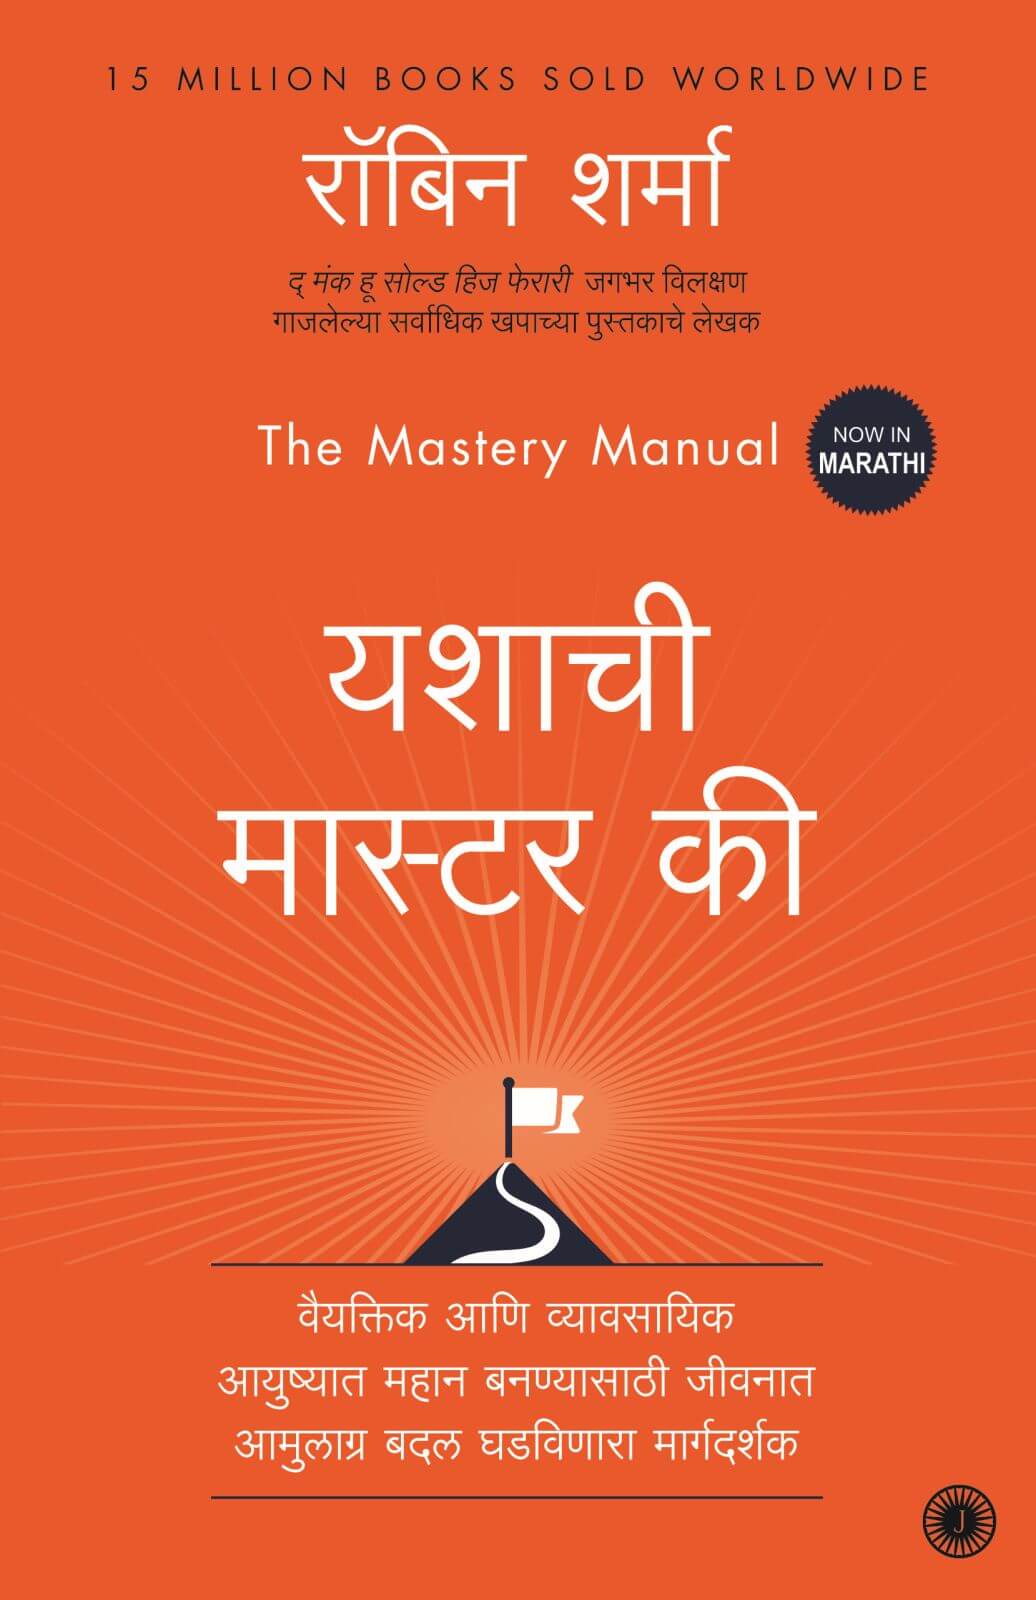 15 MILLION BOOKS SOLD WORLDWIDE
रॉबिन शर्मा
द् मंक हू सोल्ड हिज फेरारी जगभर विलक्षण
गाजलेल्या सर्वाधिक खपाच्या पुस्तकाचे लेखक
The Mastery Manual
NOW IN
MARATHI
यशाची
मास्टर की
वैयक्तिक आणि व्यावसायिक
आयुष्यात महान बनण्यासाठी जीवनात
आमुलाग्र बदल घडविणारा मार्गदर्शक
J